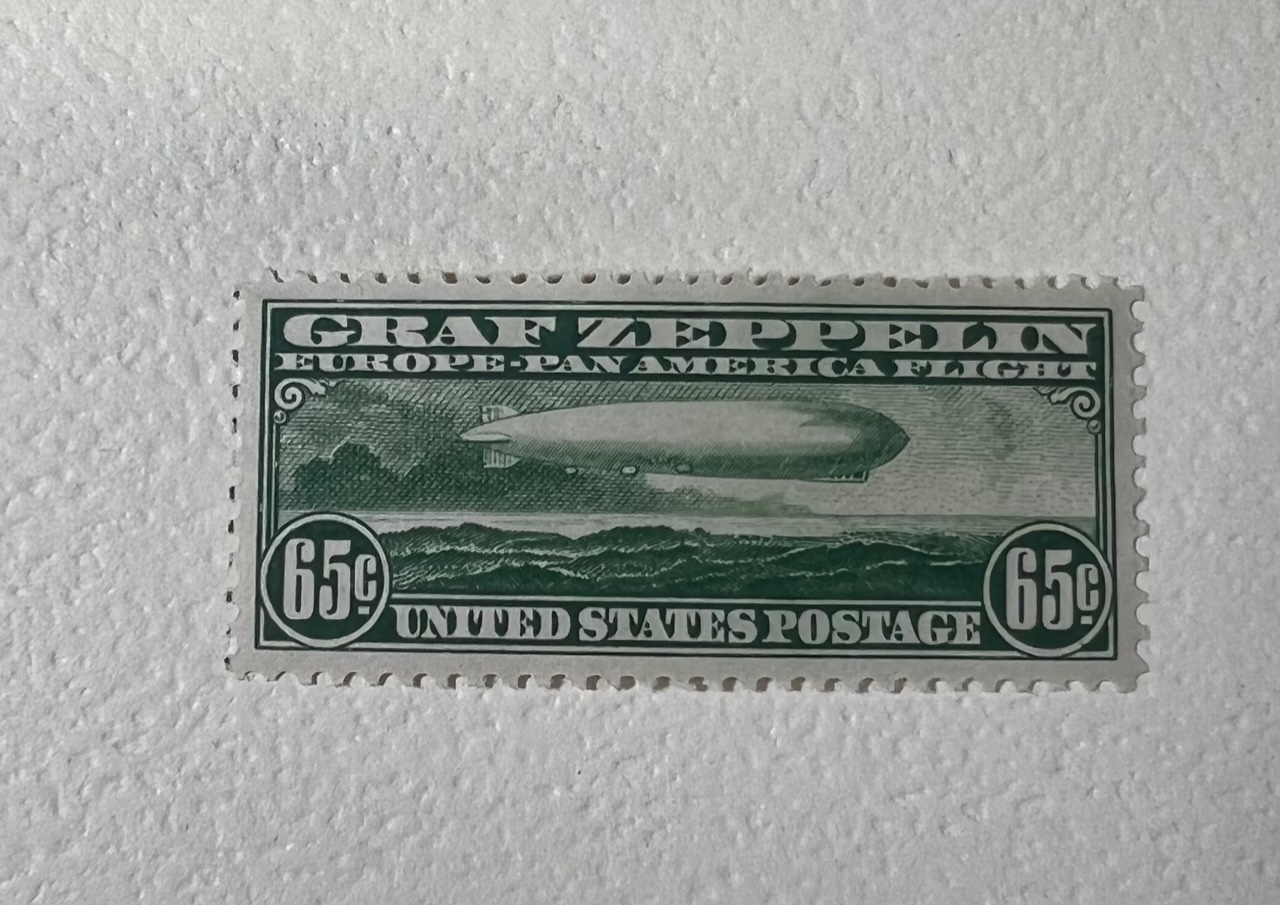 GRAF ZEPPELIN
EUROPE-PAN AMERICA FLIGHT
65¢ 65¢
UNITED STATES POSTAGE